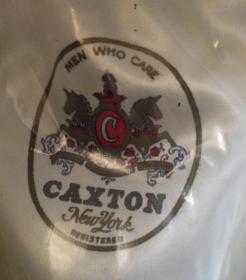 MEN WHO CARE
C
CAXTON
New York
REGISTERED